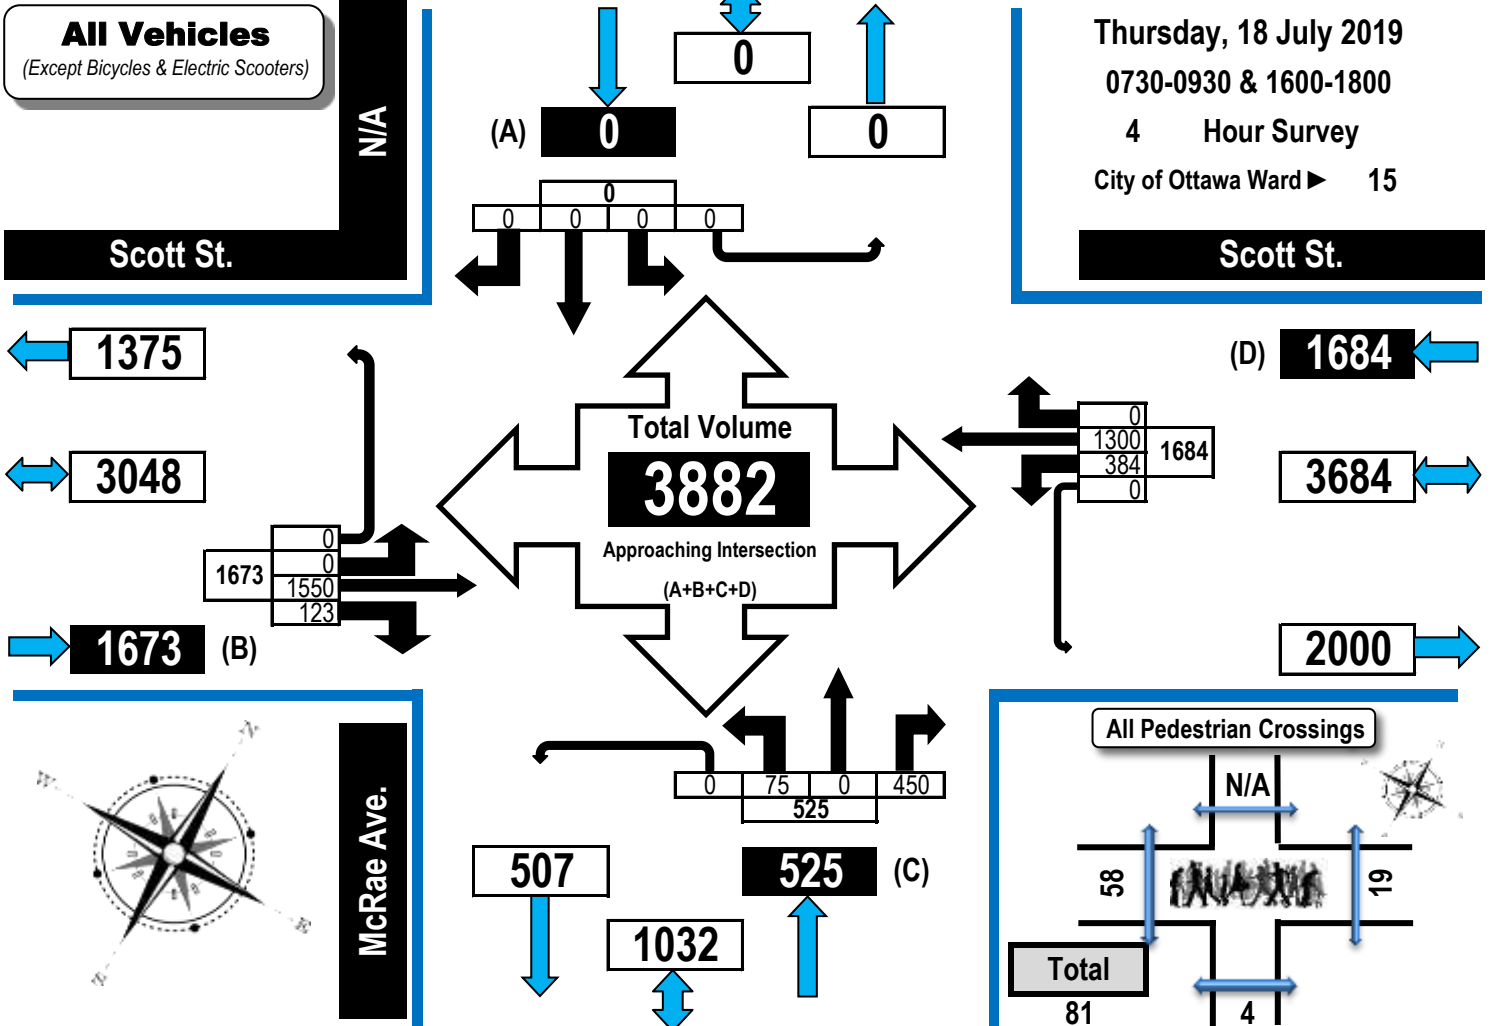 All Vehicles
(Except Bicycles & Electric Scooters)
N/A
Scott St.
(A)
0
0
0
0
0 0 0 0
Thursday, 18 July 2019
0730-0930 & 1600-1800
4 Hour Survey
City of Ottawa Ward ► 15
Scott St.
1375
3048
0
0
1550
123
1673
1673 (B)
Total Volume
3882
Approaching Intersection
(A+B+C+D)
(D) 1684
0
1300
384
0
1684
3684
2000
McRae Ave.
N
W
E
S
0 75 0 450
525
507
525 (C)
1032
All Pedestrian Crossings
N/A
58
19
Total
81
4